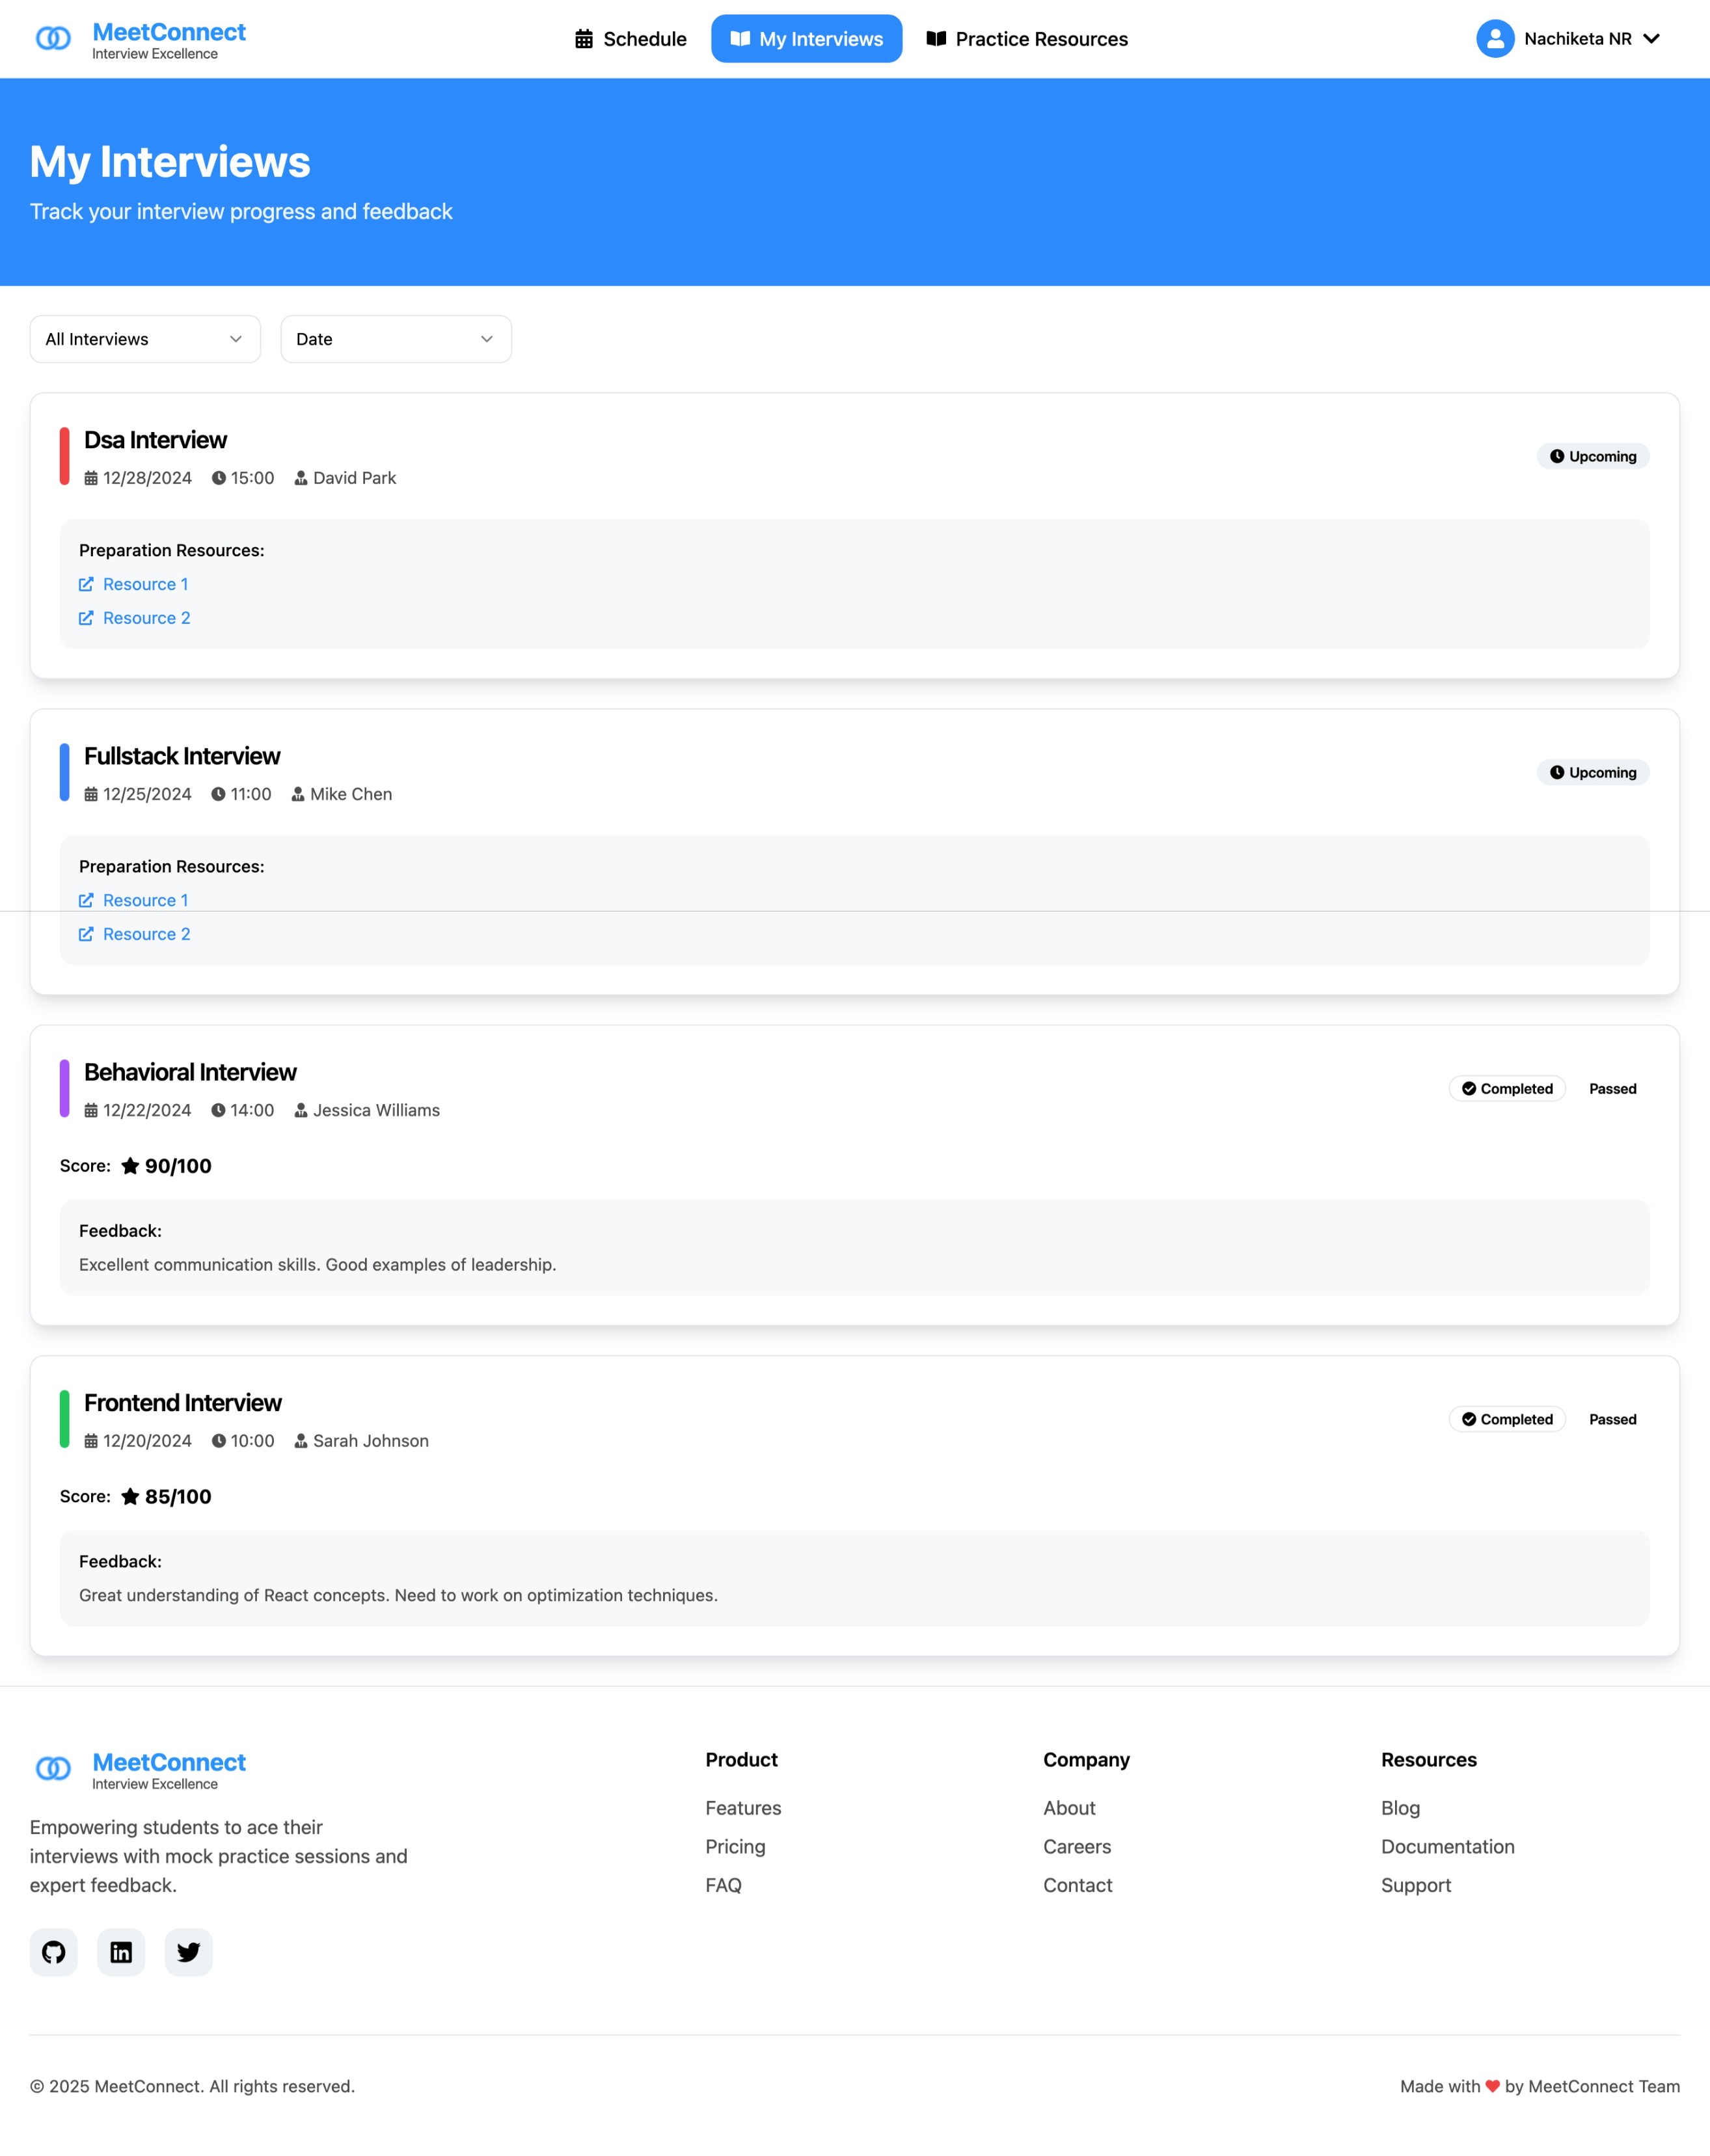 MeetConnect
Interview Excellence
Schedule
My Interviews
Practice Resources
Nachiketa NR
My Interviews
Track your interview progress and feedback
All Interviews
Date
Dsa Interview
12/28/2024 15:00 David Park
Upcoming
Preparation Resources:
Resource 1
Resource 2
Fullstack Interview
12/25/2024 11:00 Mike Chen
Upcoming
Preparation Resources:
Resource 1
Resource 2
Behavioral Interview
12/22/2024 14:00 Jessica Williams
Completed Passed
Score: 90/100
Feedback:
Excellent communication skills. Good examples of leadership.
Frontend Interview
12/20/2024 10:00 Sarah Johnson
Completed Passed
Score: 85/100
Feedback:
Great understanding of React concepts. Need to work on optimization techniques.
MeetConnect
Interview Excellence
Empowering students to ace their
interviews with mock practice sessions and
expert feedback.
Product
Features
Pricing
FAQ
Company
About
Careers
Contact
Resources
Blog
Documentation
Support
© 2025 MeetConnect. All rights reserved.
Made with ❤ by MeetConnect Team